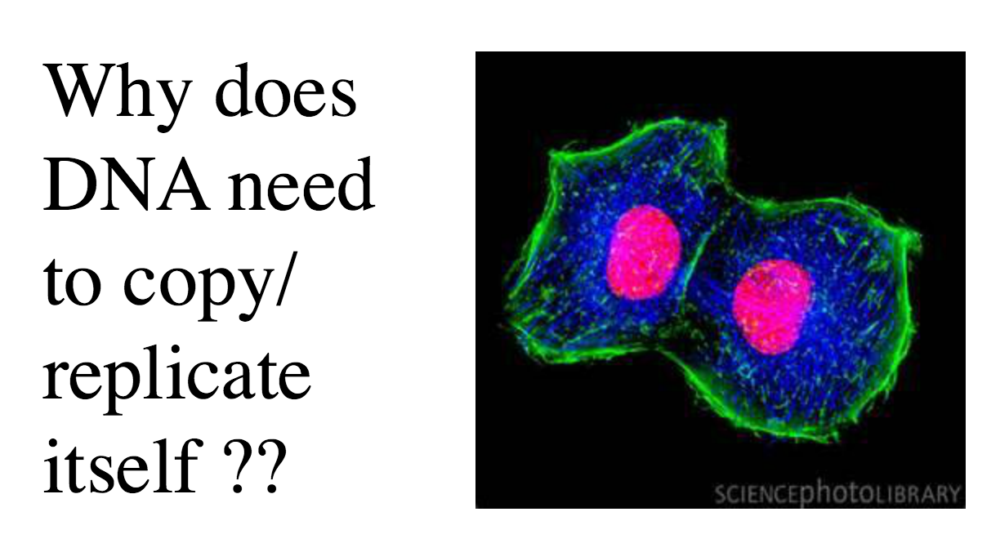 Why does
DNA need
to copy/
replicate
itself ??
SCIENCEphotoLIBRARY